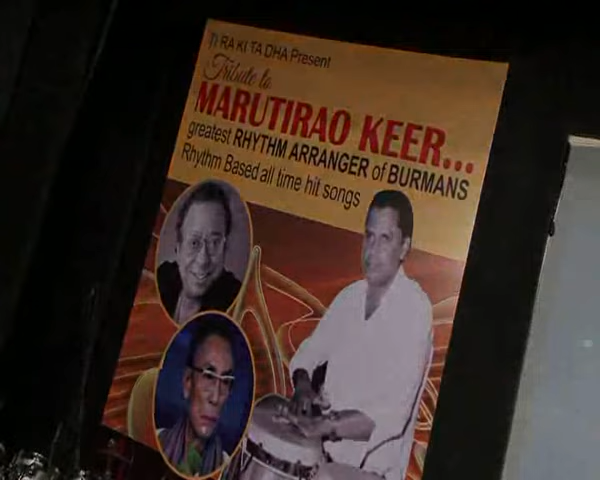 TI RA KI TA DHA Present
Tribute to
MARUTIRAO KEER...
greatest RHYTHM ARRANGER of BURMANS
Rhythm Based all time hit songs